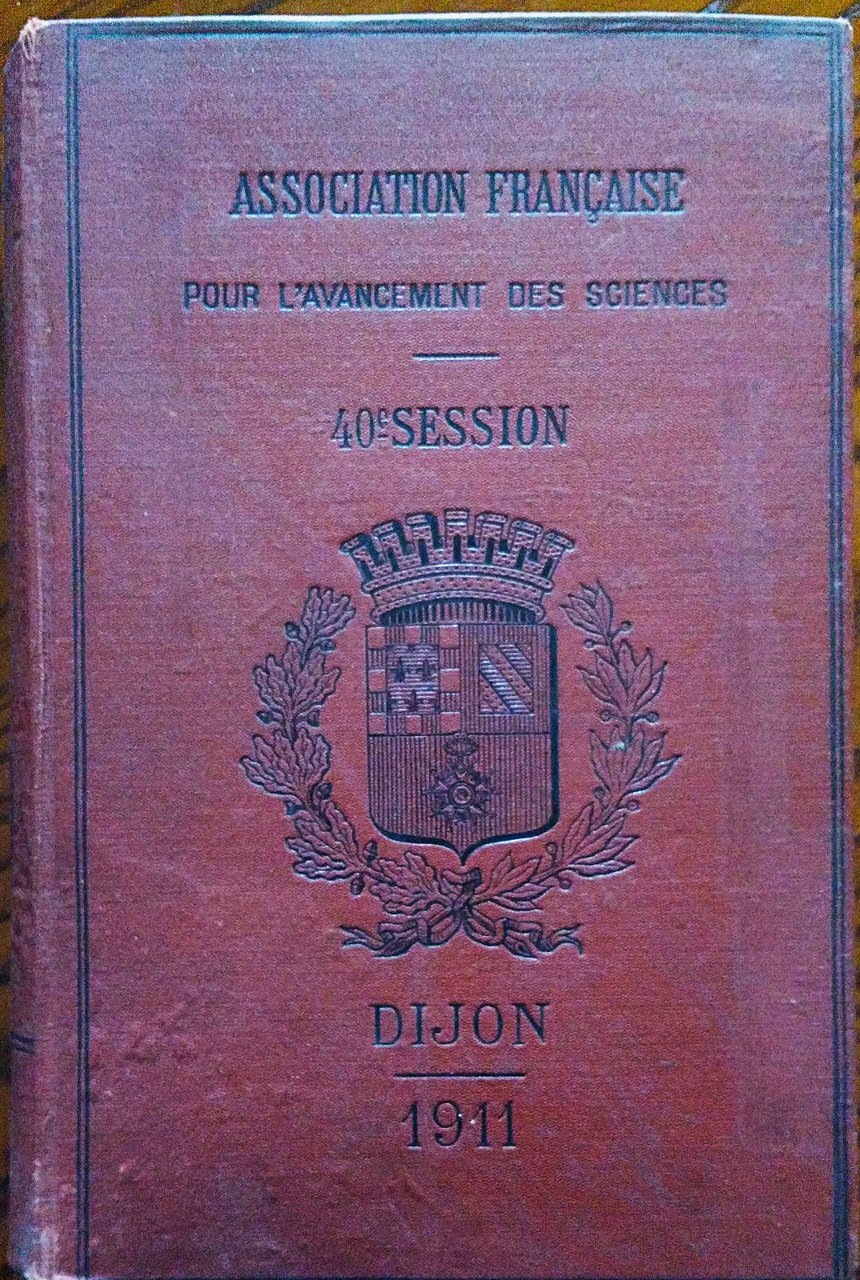 ASSOCIATION FRANÇAISE
POUR L'AVANCEMENT DES SCIENCES
40e SESSION
DIJON
1911